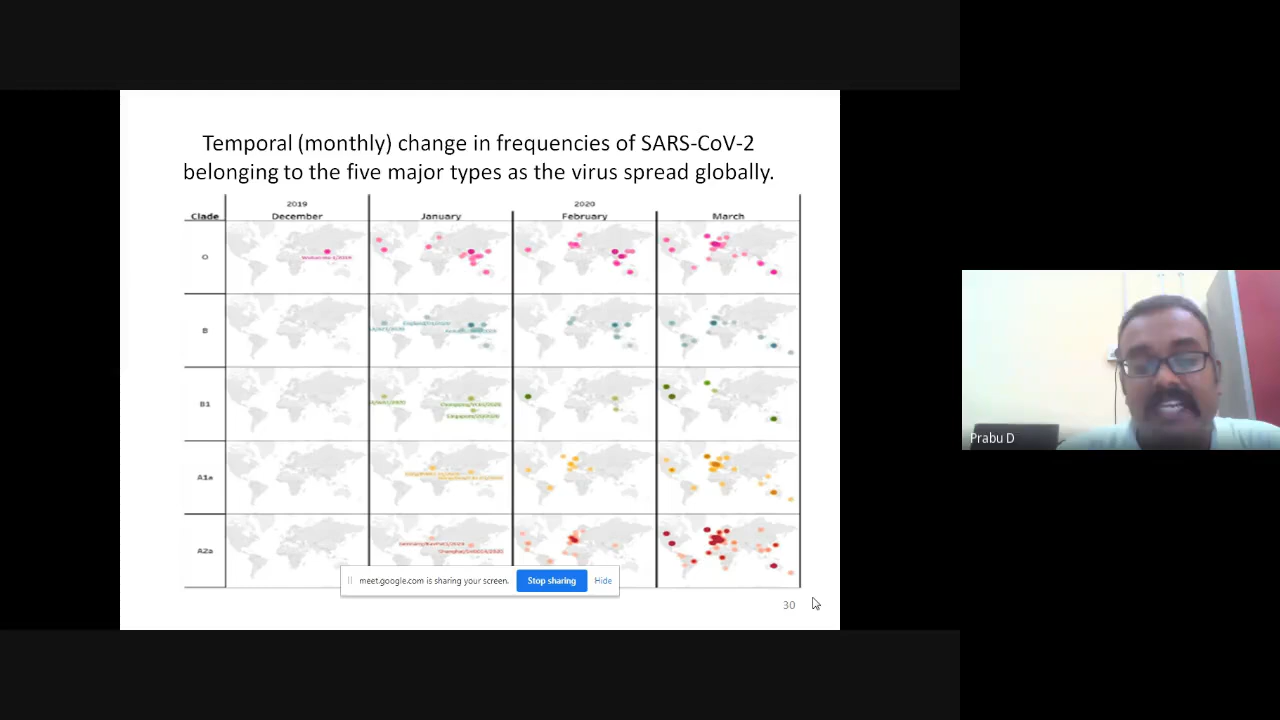 Temporal (monthly) change in frequencies of SARS-CoV-2
belonging to the five major types as the virus spread globally.
2019
2020
Clade
December
January
February
March
O
B
B1
A1a
A2a
meet.google.com is sharing your screen.
Stop sharing
Hide
30
Prabu D